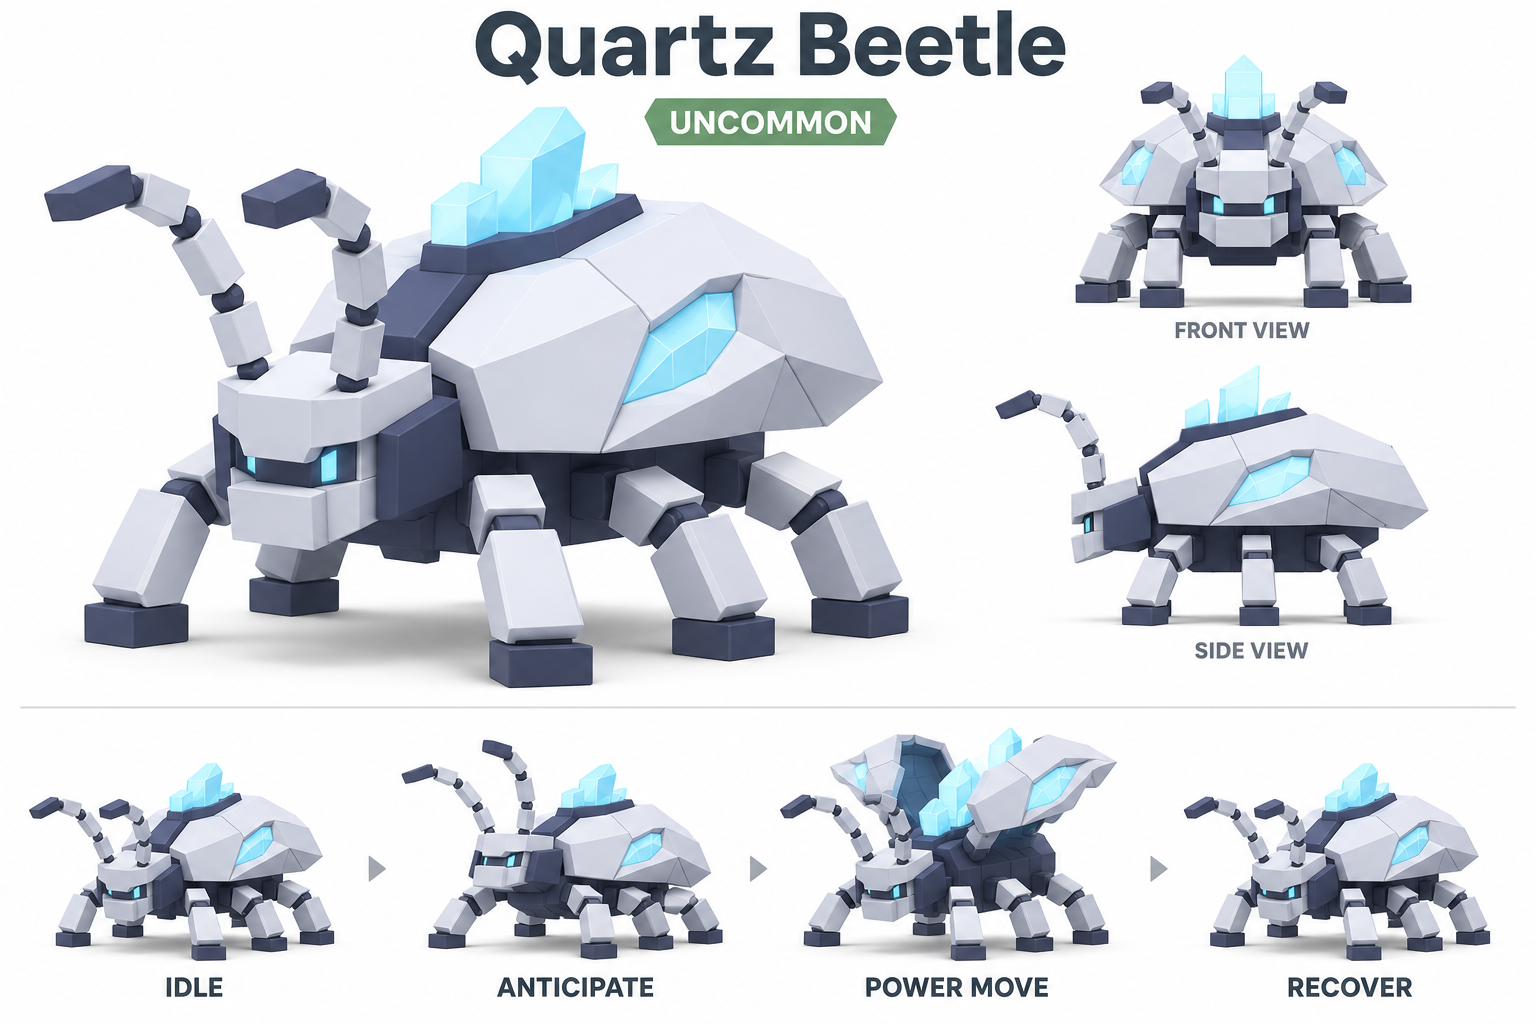 Quartz Beetle
UNCOMMON
FRONT VIEW
SIDE VIEW
IDLE
ANTICIPATE
POWER MOVE
RECOVER